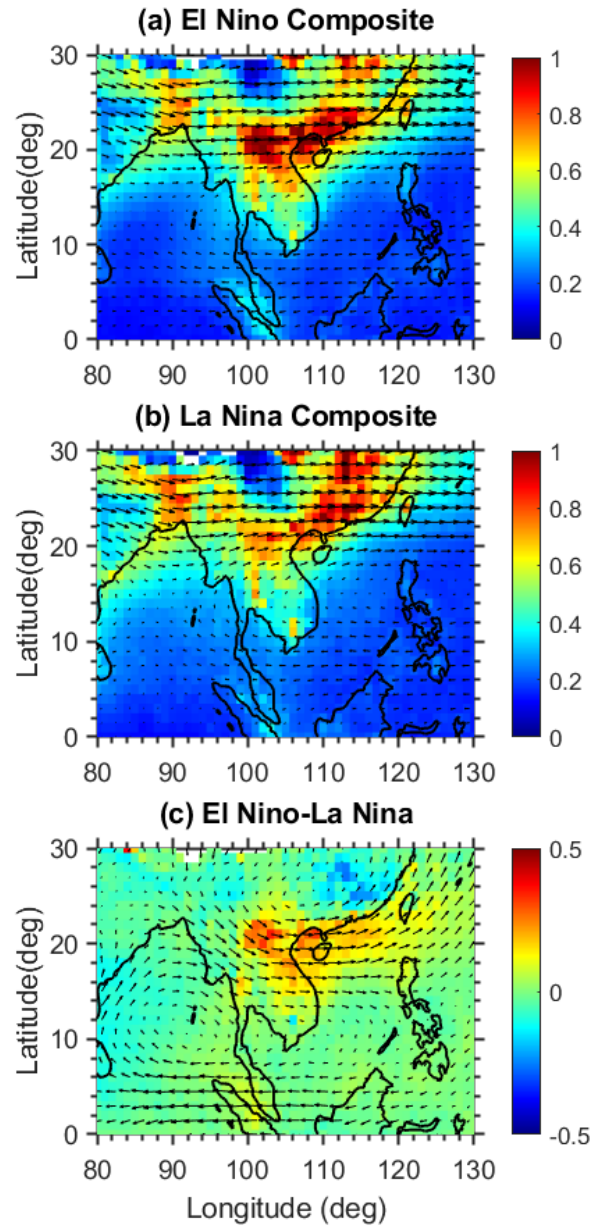 (a) El Nino Composite
30
20
10
0
Latitude(deg)
80 90 100 110 120 130
1
0.8
0.6
0.4
0.2
0
(b) La Nina Composite
30
20
10
0
Latitude(deg)
80 90 100 110 120 130
1
0.8
0.6
0.4
0.2
0
(c) El Nino-La Nina
30
20
10
0
Latitude(deg)
80 90 100 110 120 130
Longitude (deg)
0.5
0
-0.5